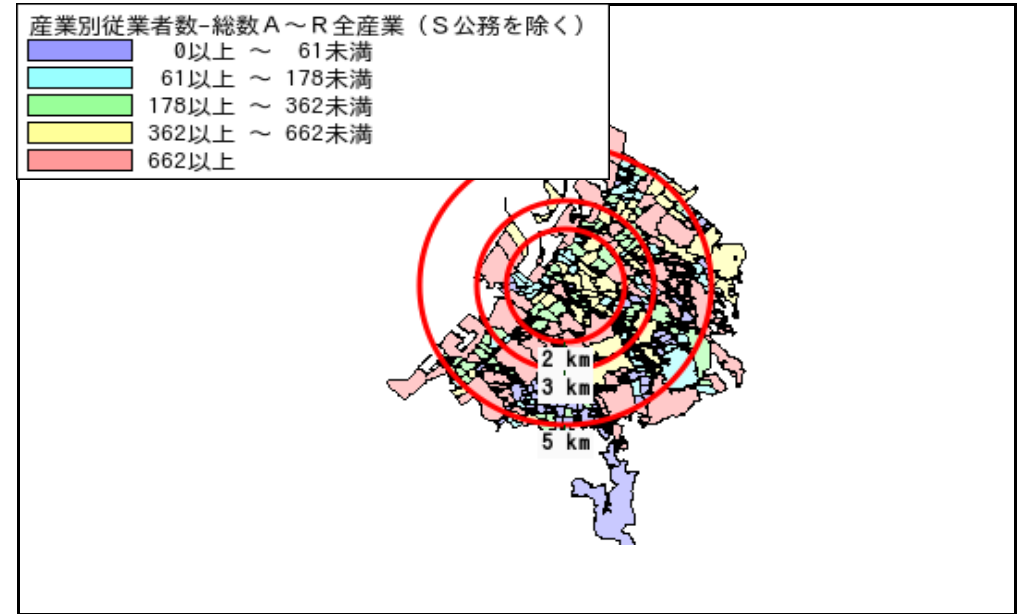 産業別従業者数-総数A～R全産業（S公務を除く）
0以上 ～ 61未満
61以上 ～ 178未満
178以上 ～ 362未満
362以上 ～ 662未満
662以上
2 km
3 km
5 km